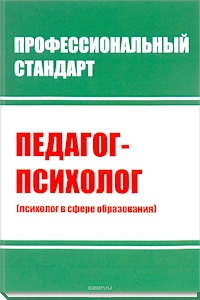 ПРОФЕССИОНАЛЬНЫЙ
СТАНДАРТ
ПЕДАГОГ-
ПСИХОЛОГ
(психолог в сфере образования)